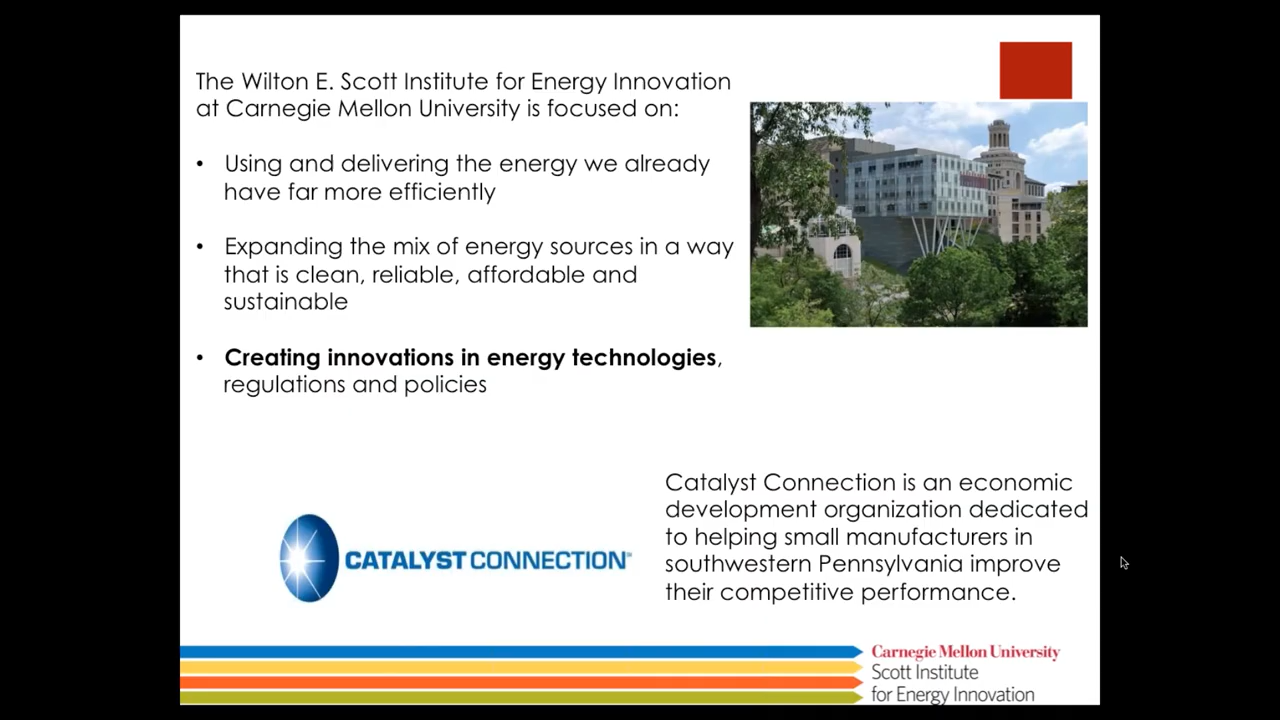 The Wilton E. Scott Institute for Energy Innovation
at Carnegie Mellon University is focused on:
• Using and delivering the energy we already
have far more efficiently
• Expanding the mix of energy sources in a way
that is clean, reliable, affordable and
sustainable
• Creating innovations in energy technologies,
regulations and policies
Catalyst Connection is an economic
development organization dedicated
to helping small manufacturers in
southwestern Pennsylvania improve
their competitive performance.
CATALYST CONNECTION
Carnegie Mellon University
Scott Institute
for Energy Innovation